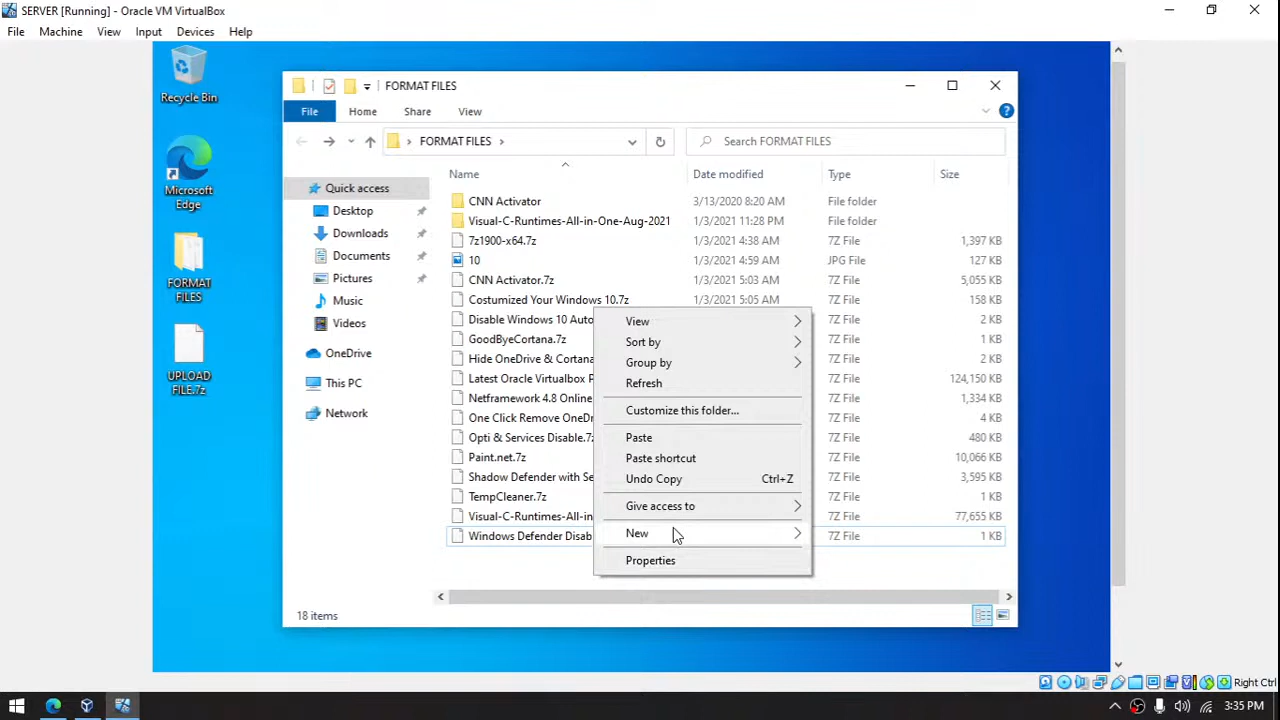 SERVER [Running] - Oracle VM VirtualBox
File Machine View Input Devices Help
Recycle Bin
Microsoft
Edge
FORMAT
FILES
UPLOAD
FILE.7z
FORMAT FILES
File Home Share View
FORMAT FILES
Search FORMAT FILES
Quick access
Desktop
Downloads
Documents
Pictures
Music
Videos
OneDrive
This PC
Network
Name Date modified Type Size
CNN Activator 3/13/2020 8:20 AM File folder
Visual-C-Runtimes-All-in-One-Aug-2021 1/3/2021 11:28 PM File folder
7z1900-x64.7z 1/3/2021 4:38 AM 7Z File 1,397 KB
10 1/3/2021 4:59 AM JPG File 127 KB
CNN Activator.7z 1/3/2021 5:03 AM 7Z File 5,055 KB
Costumized Your Windows 10.7z 1/3/2021 5:05 AM 7Z File 158 KB
Disable Windows 10 Auto 7Z File 2 KB
GoodByeCortana.7z 7Z File 1 KB
Hide OneDrive & Cortana 7Z File 2 KB
Latest Oracle Virtualbox P 7Z File 124,150 KB
Netframework 4.8 Online 7Z File 1,334 KB
One Click Remove OneDr 7Z File 4 KB
Opti & Services Disable.7z 7Z File 480 KB
Paint.net.7z 7Z File 10,066 KB
Shadow Defender with Se 7Z File 3,595 KB
TempCleaner.7z 7Z File 4 KB
Visual-C-Runtimes-All-in 7Z File 77,655 KB
Windows Defender Disab 7Z File 1 KB
View
Sort by
Group by
Refresh
Customize this folder...
Paste
Paste shortcut
Undo Copy Ctrl+Z
Give access to
New
Properties
18 items
Right Ctrl
3:35 PM